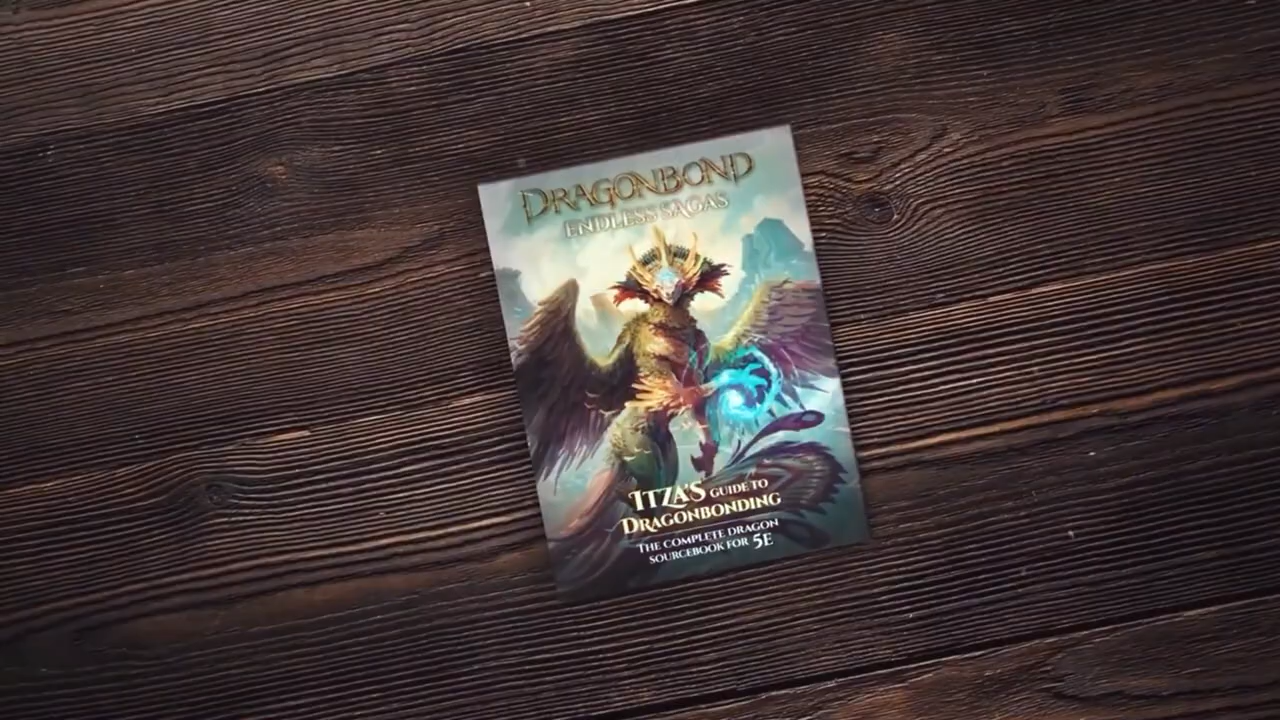 DRAGONBOND
ENDLESS SAGAS
ITZA'S GUIDE TO
DRAGONBONDING
THE COMPLETE DRAGON
SOURCEBOOK FOR 5E